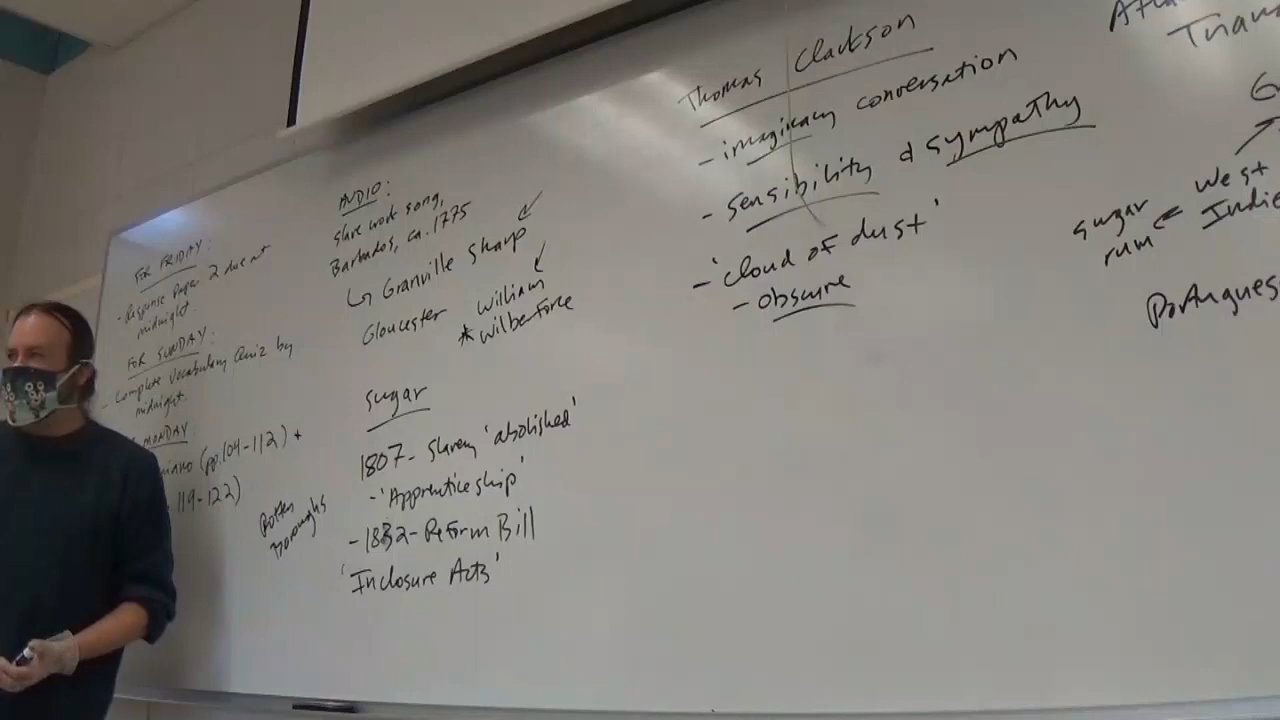 FOR FRIDAY:
- Response Paper 2 due at
midnight
FOR SUNDAY:
- Complete Vocabulary Quiz by
midnight.
MONDAY
(pp. 104-112) +
119-122)
AUDIO:
slave work song,
Barbados, ca. 1775
↳ Granville Sharp
Gloucester William
* Wilberforce
sugar
1807- Slavery 'abolished'
- 'Apprenticeship'
- 1832- Reform Bill
'Inclosure Acts'
Rotten
Boroughs
Thomas Clarkson
- imaginary conversation
- sensibility & sympathy
- 'cloud of dust'
- obscure
Trian
G
West
Indie
sugar
rum
Portugues